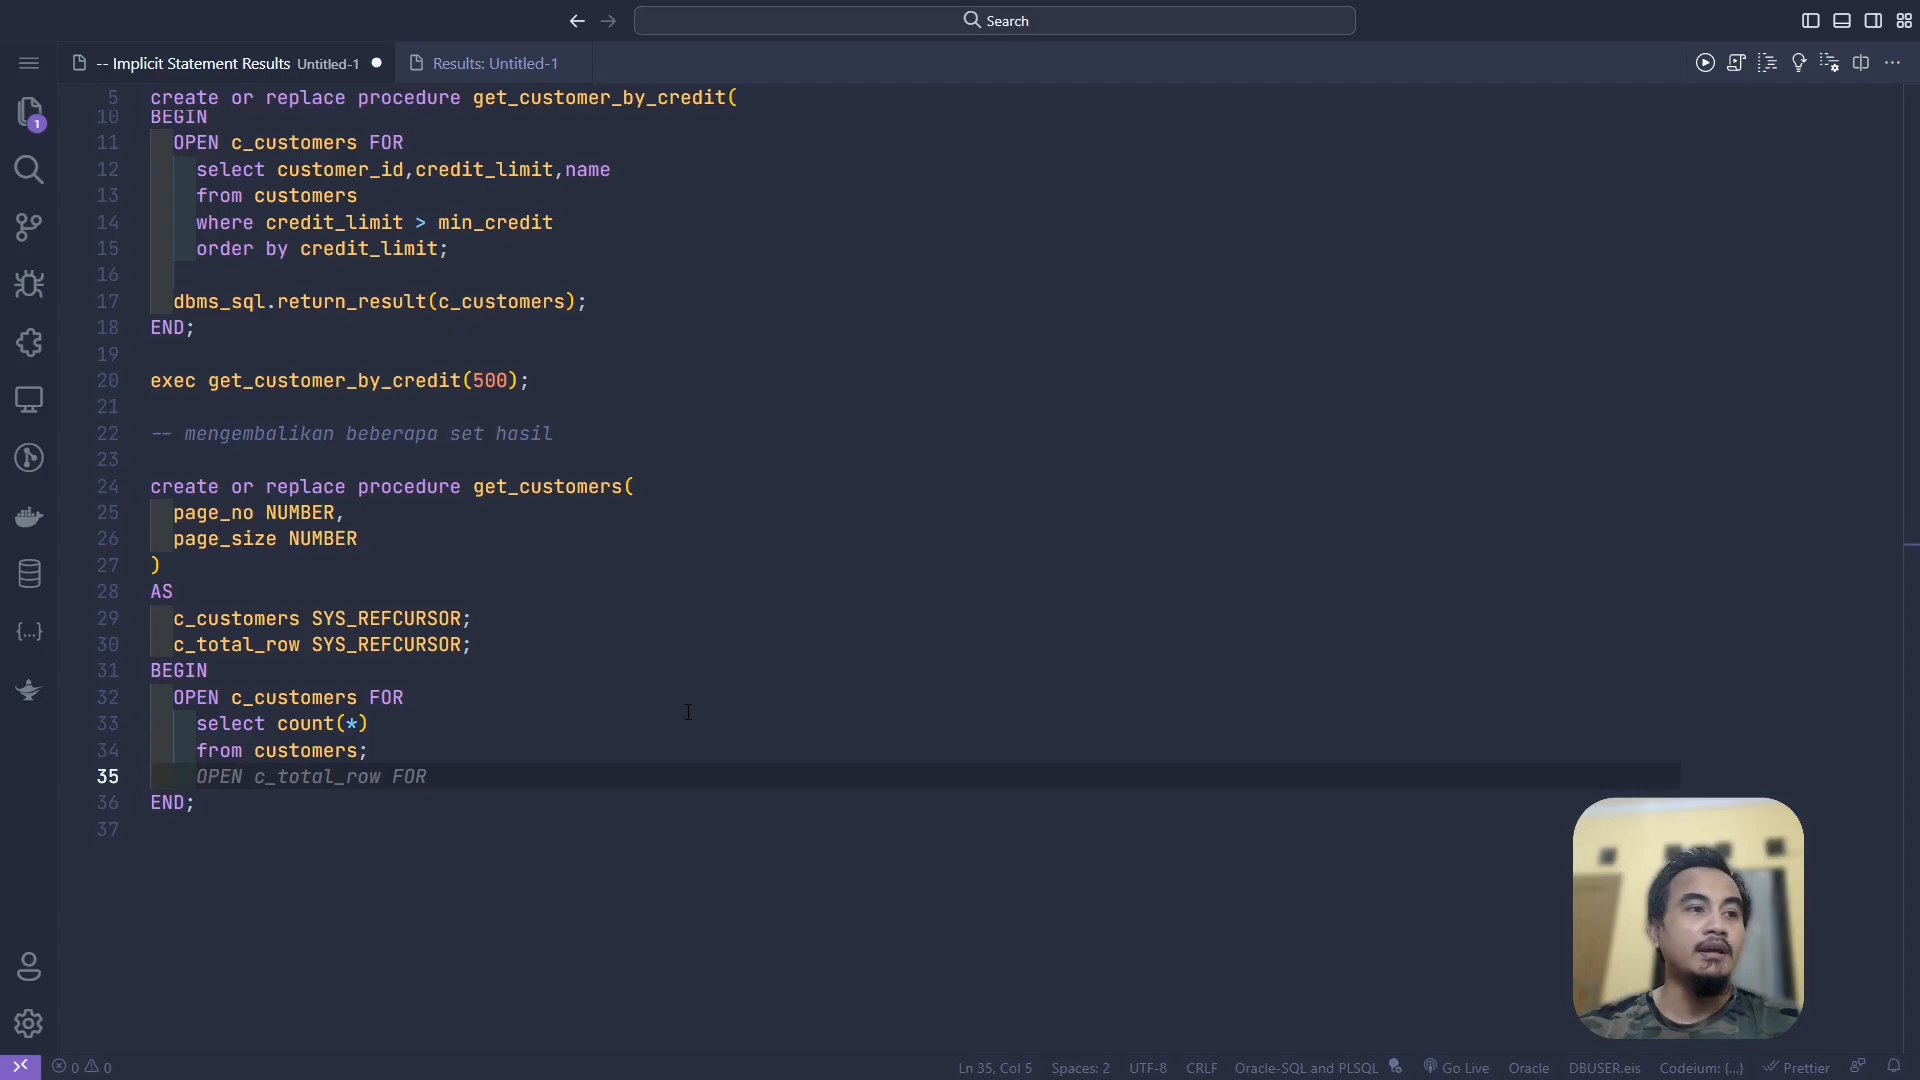 Search
-- Implicit Statement Results Untitled-1
Results: Untitled-1
5 create or replace procedure get_customer_by_credit(
10 BEGIN
11 OPEN c_customers FOR
12 select customer_id,credit_limit,name
13 from customers
14 where credit_limit > min_credit
15 order by credit_limit;
16
17 dbms_sql.return_result(c_customers);
18 END;
19
20 exec get_customer_by_credit(500);
21
22 -- mengembalikan beberapa set hasil
23
24 create or replace procedure get_customers(
25 page_no NUMBER,
26 page_size NUMBER
27 )
28 AS
29 c_customers SYS_REFCURSOR;
30 c_total_row SYS_REFCURSOR;
31 BEGIN
32 OPEN c_customers FOR
33 select count(*)
34 from customers;
35 OPEN c_total_row FOR
36 END;
37
1
0 0 Ln 35, Col 5 Spaces: 2 UTF-8 CRLF Oracle-SQL and PLSQL Go Live Oracle DBUSER.eis Codeium: {...} Prettier